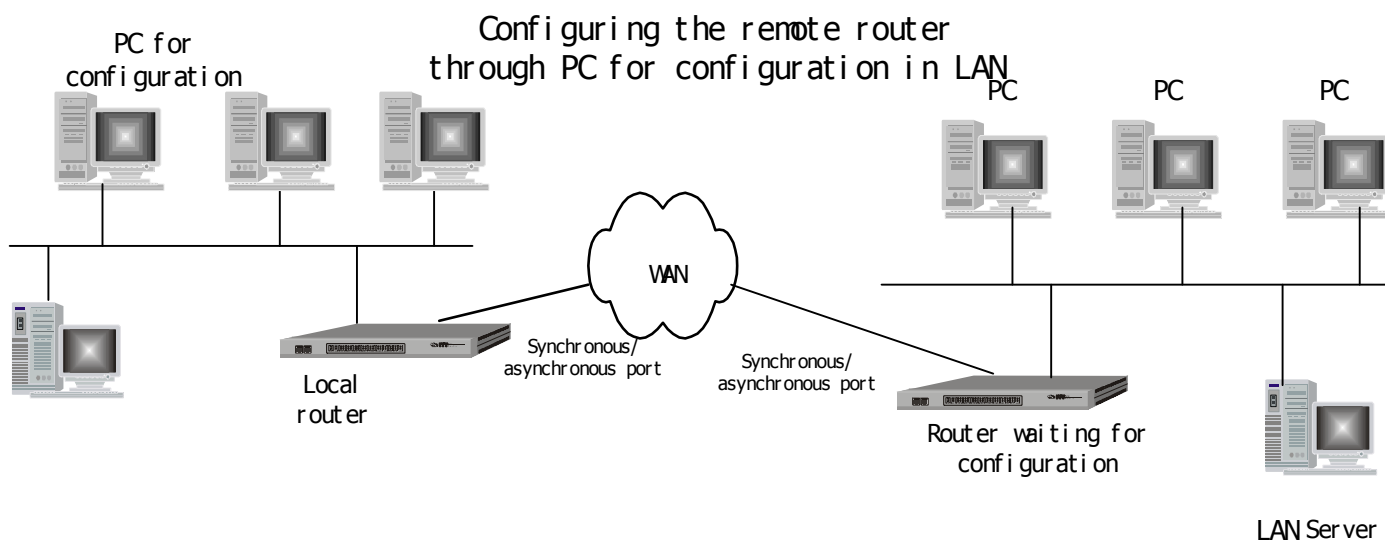 Configuring the remote router
through PC for configuration in LAN
PC for
configuration
PC
PC
PC
WAN
Synchronous/
asynchronous port
Synchronous/
asynchronous port
Local
router
Router waiting for
configuration
LAN Server